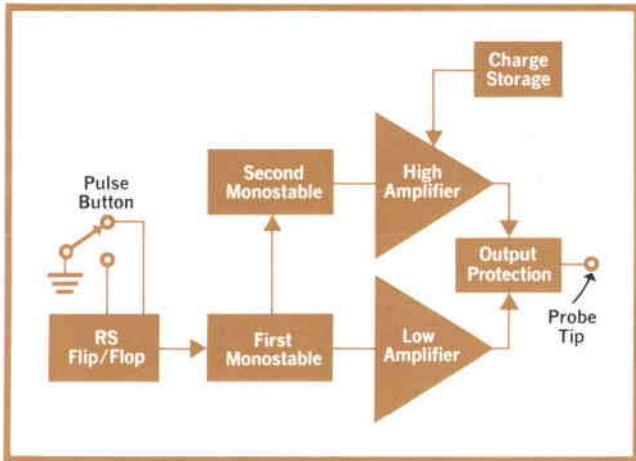 Charge
Storage
Second
Monostable
High
Amplifier
Pulse
Button
Output
Protection
RS
Flip/Flop
First
Monostable
Low
Amplifier
Probe
Tip